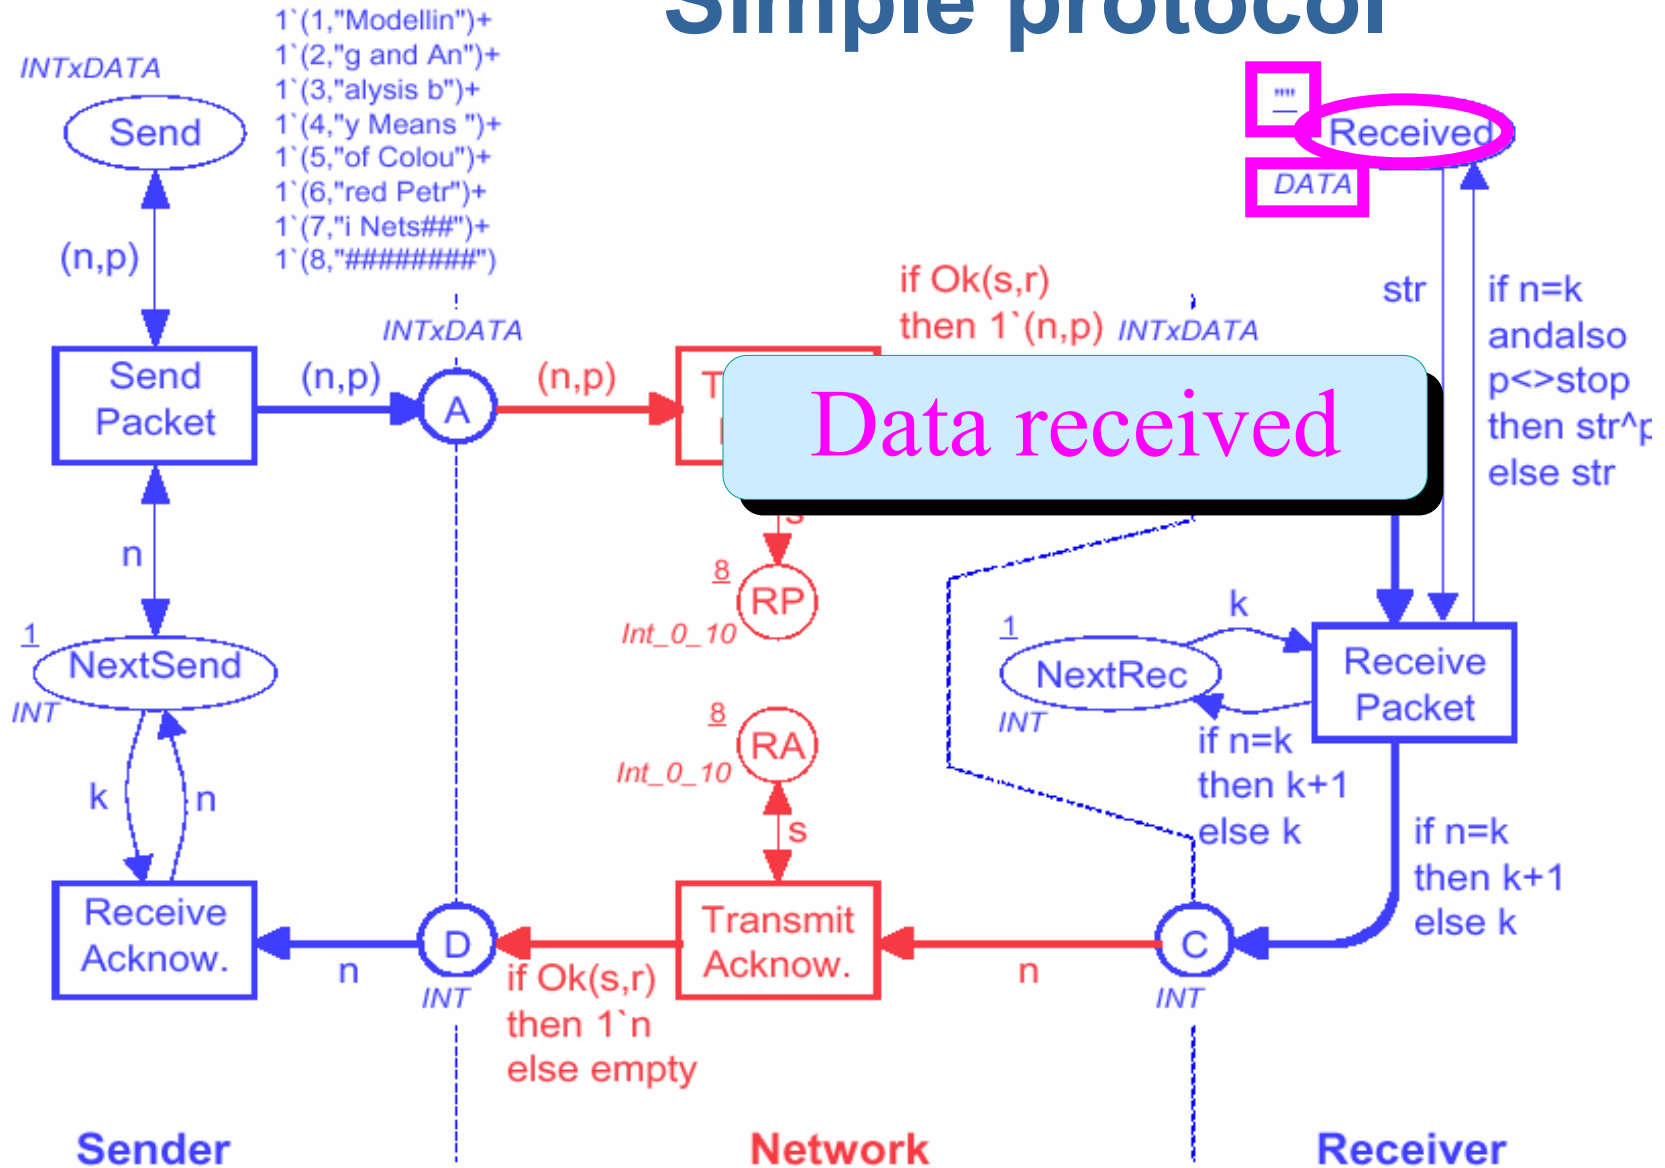 Simple protocol
1`(1,"Modellin")+
1`(2,"g and An")+
1`(3,"alysis b")+
1`(4,"y Means ")+
1`(5,"of Colou")+
1`(6,"red Petr")+
1`(7,"i Nets##")+
1`(8,"########")
INTxDATA
Send
""
Received
DATA
(n,p)
if Ok(s,r)
then 1`(n,p)
str
if n=k
andalso
p<>stop
then str^p
else str
INTxDATA
INTxDATA
Send
Packet
(n,p)
A
(n,p)
T
Data received
n
s
8
RP
Int_0_10
1
NextSend
INT
k
1
NextRec
INT
Receive
Packet
8
RA
Int_0_10
if n=k
then k+1
else k
k
n
s
if n=k
then k+1
else k
Receive
Acknow.
n
D
INT
if Ok(s,r)
then 1`n
else empty
Transmit
Acknow.
n
C
INT
Sender
Network
Receiver